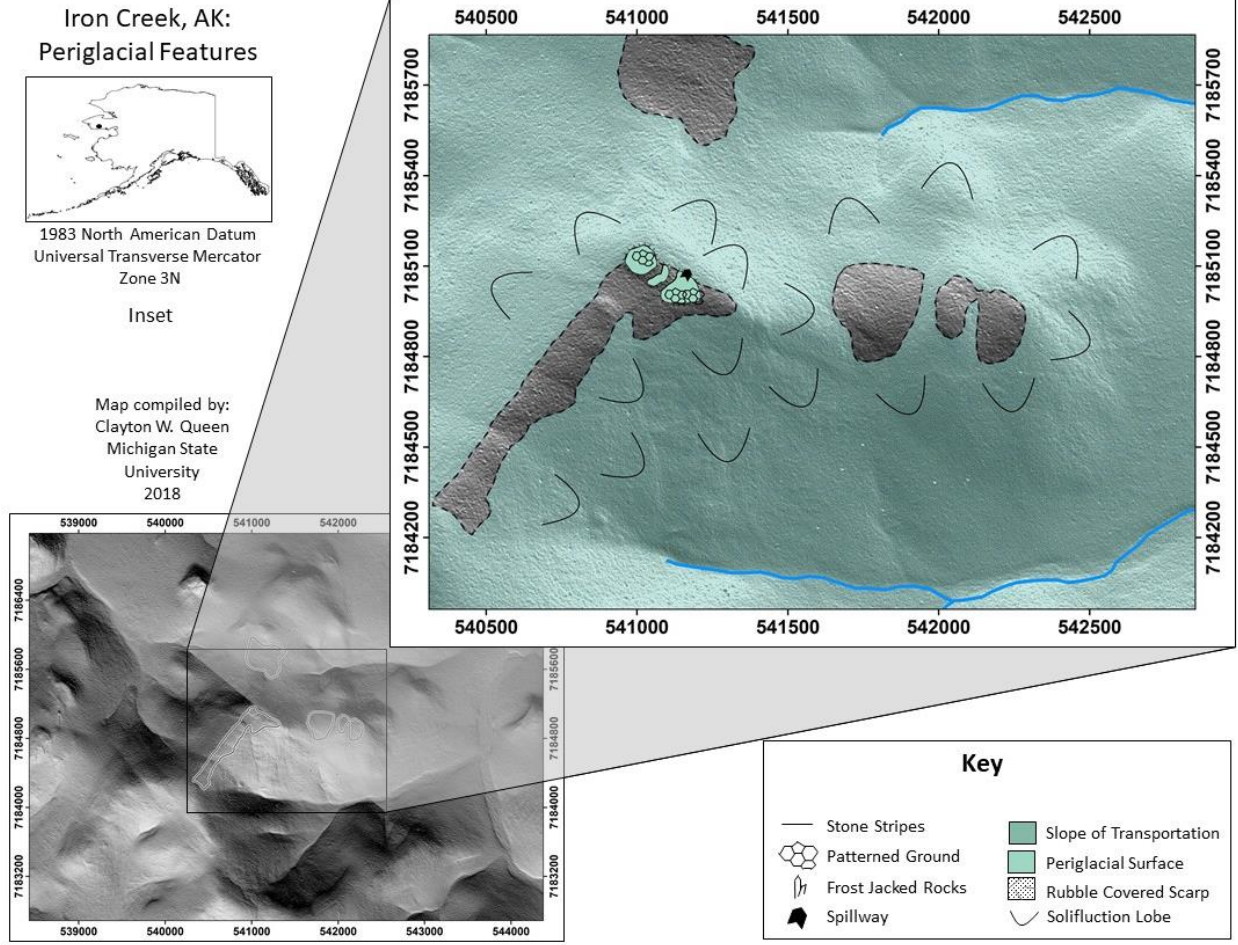 Iron Creek, AK:
Periglacial Features
1983 North American Datum
Universal Transverse Mercator
Zone 3N
Inset
Map compiled by:
Clayton W. Queen
Michigan State
University
2018
540500 541000 541500 542000 542500
7185700 7185400 7185100 7184800 7184500 7184200
7185700 7185400 7185100 7184800 7184500 7184200
540500 541000 541500 542000 542500
539000 540000 541000 542000
7186400 7185600 7184800 7184000 7183200
7185600 7184800 7184000 7183200
539000 540000 541000 542000 543000 544000
Key
Stone Stripes
Patterned Ground
Frost Jacked Rocks
Spillway
Slope of Transportation
Periglacial Surface
Rubble Covered Scarp
Solifluction Lobe